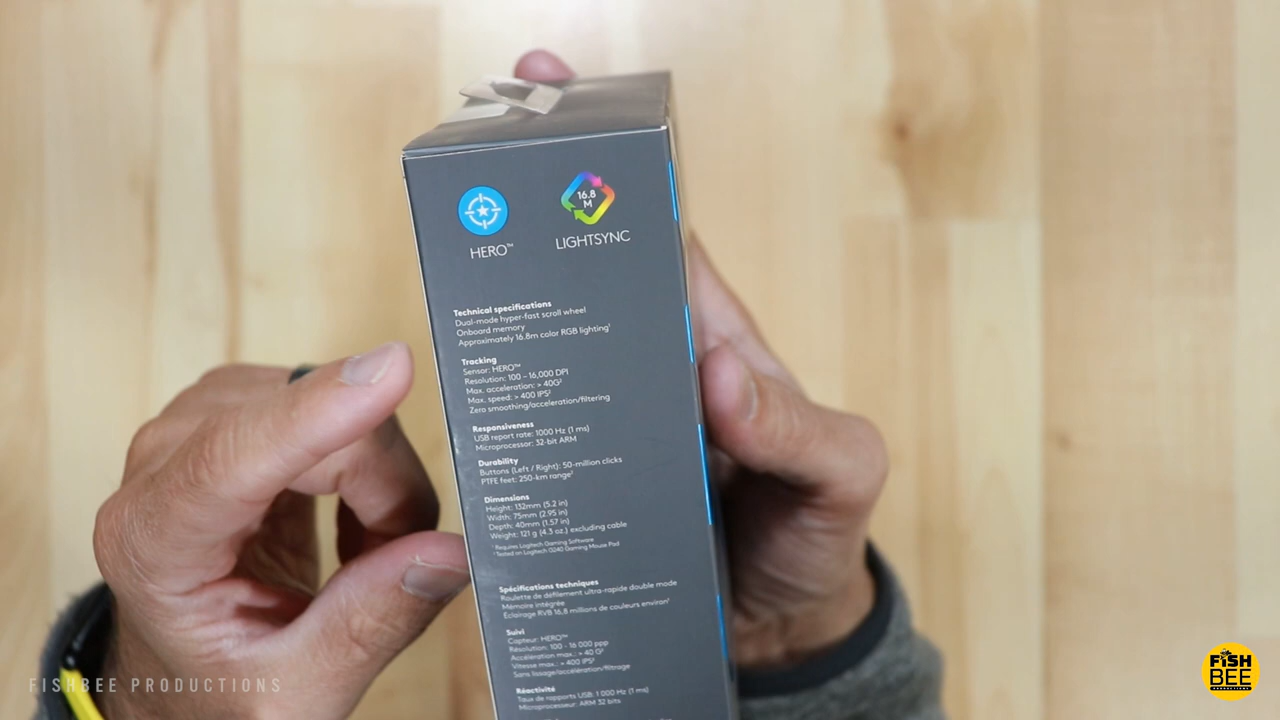 16.8
M
HERO™
LIGHTSYNC
Technical specifications
Dual-mode hyper-fast scroll wheel
Onboard memory
Approximately 16.8m color RGB lighting¹
Tracking
Sensor: HERO™
Resolution: 100 – 16,000 DPI
Max. acceleration: > 40G²
Max. speed: > 400 IPS²
Zero smoothing/acceleration/filtering
Responsiveness
USB report rate: 1000 Hz (1 ms)
Microprocessor: 32-bit ARM
Durability
Buttons (Left / Right): 50-million clicks
PTFE feet: 250-km range²
Dimensions
Height: 132mm (5.2 in)
Width: 75mm (2.95 in)
Depth: 40mm (1.57 in)
Weight: 121 g (4.3 oz.) excluding cable
¹ Requires Logitech Gaming Software
² Tested on Logitech G240 Gaming Mouse Pad
Spécifications techniques
Roulette de défilement ultra-rapide double mode
Mémoire intégrée
Eclairage RVB 16,8 millions de couleurs environ¹
Suivi
Capteur: HERO™
Résolution: 100 - 16 000 ppp
Accélération max.: > 40 G²
Vitesse max.: > 400 IPS²
Sans lissage/accélération/filtrage
Réactivité
Taux de rapports USB: 1 000 Hz (1 ms)
Microprocesseur: ARM 32 bits
FISHBEE PRODUCTIONS
FISH
BEE
PRODUCTIONS